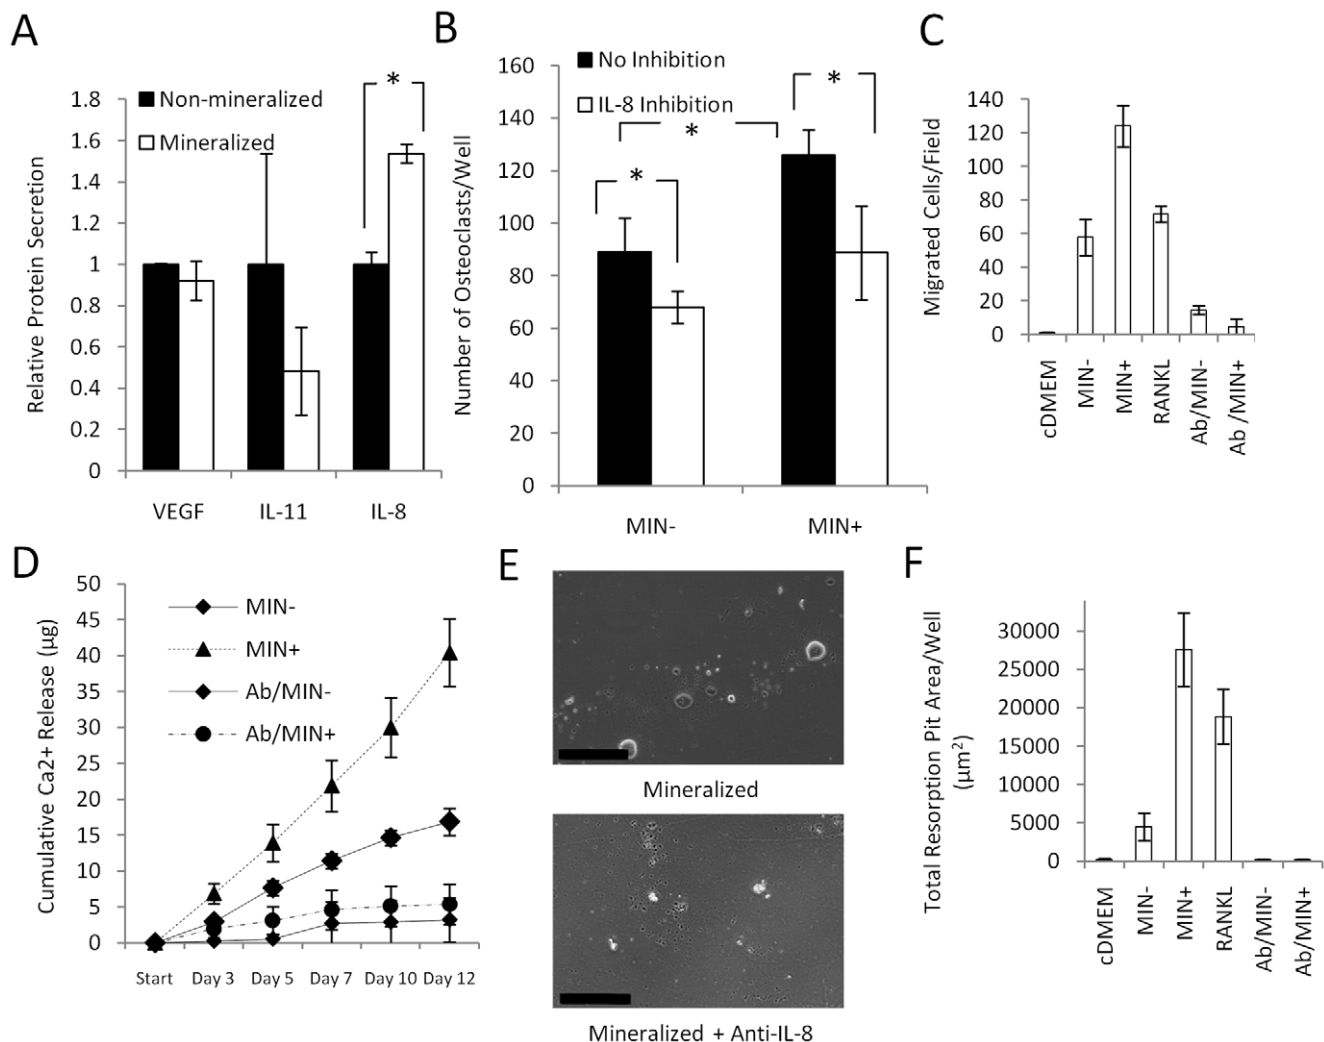 A
Relative Protein Secretion
1.8
1.6
1.4
1.2
1
0.8
0.6
0.4
0.2
0
Non-mineralized
Mineralized
*
VEGF
IL-11
IL-8
B
Number of Osteoclasts/Well
160
140
120
100
80
60
40
20
0
No Inhibition
IL-8 Inhibition
*
*
*
MIN-
MIN+
C
Migrated Cells/Field
140
120
100
80
60
40
20
0
cDMEM
MIN-
MIN+
RANKL
Ab/MIN-
Ab /MIN+
D
Cumulative Ca2+ Release (µg)
50
45
40
35
30
25
20
15
10
5
0
MIN-
MIN+
Ab/MIN-
Ab/MIN+
Start
Day 3
Day 5
Day 7
Day 10
Day 12
E
Mineralized
Mineralized + Anti-IL-8
F
Total Resorption Pit Area/Well
(µm²)
30000
25000
20000
15000
10000
5000
0
cDMEM
MIN-
MIN+
RANKL
Ab/MIN-
Ab/MIN+